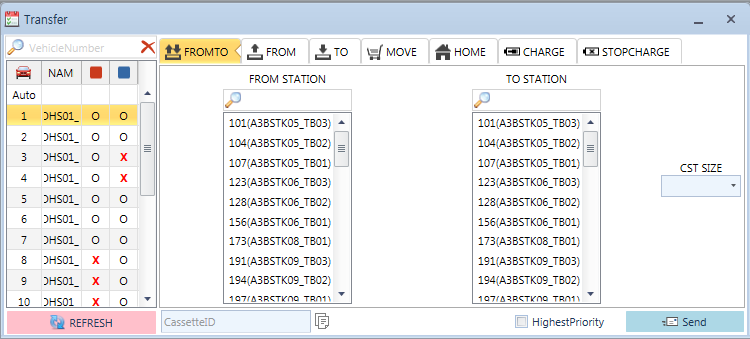 Transfer
VehicleNumber
FROMTO FROM TO MOVE HOME CHARGE STOPCHARGE
NAM
Auto
1 OHS01_ O O
2 OHS01_ O O
3 OHS01_ O X
4 OHS01_ O X
5 OHS01_ O O
6 OHS01_ O O
7 OHS01_ O O
8 OHS01_ X O
9 OHS01_ X O
10 OHS01_ X O
REFRESH
FROM STATION
101(A3BSTK05_TB03)
104(A3BSTK05_TB02)
107(A3BSTK05_TB01)
123(A3BSTK06_TB03)
128(A3BSTK06_TB02)
156(A3BSTK06_TB01)
173(A3BSTK08_TB01)
191(A3BSTK09_TB03)
194(A3BSTK09_TB02)
197(A3BSTK09_TB01)
TO STATION
101(A3BSTK05_TB03)
104(A3BSTK05_TB02)
107(A3BSTK05_TB01)
123(A3BSTK06_TB03)
128(A3BSTK06_TB02)
156(A3BSTK06_TB01)
173(A3BSTK08_TB01)
191(A3BSTK09_TB03)
194(A3BSTK09_TB02)
197(A3BSTK09_TB01)
CST SIZE
CassetteID
HighestPriority
Send